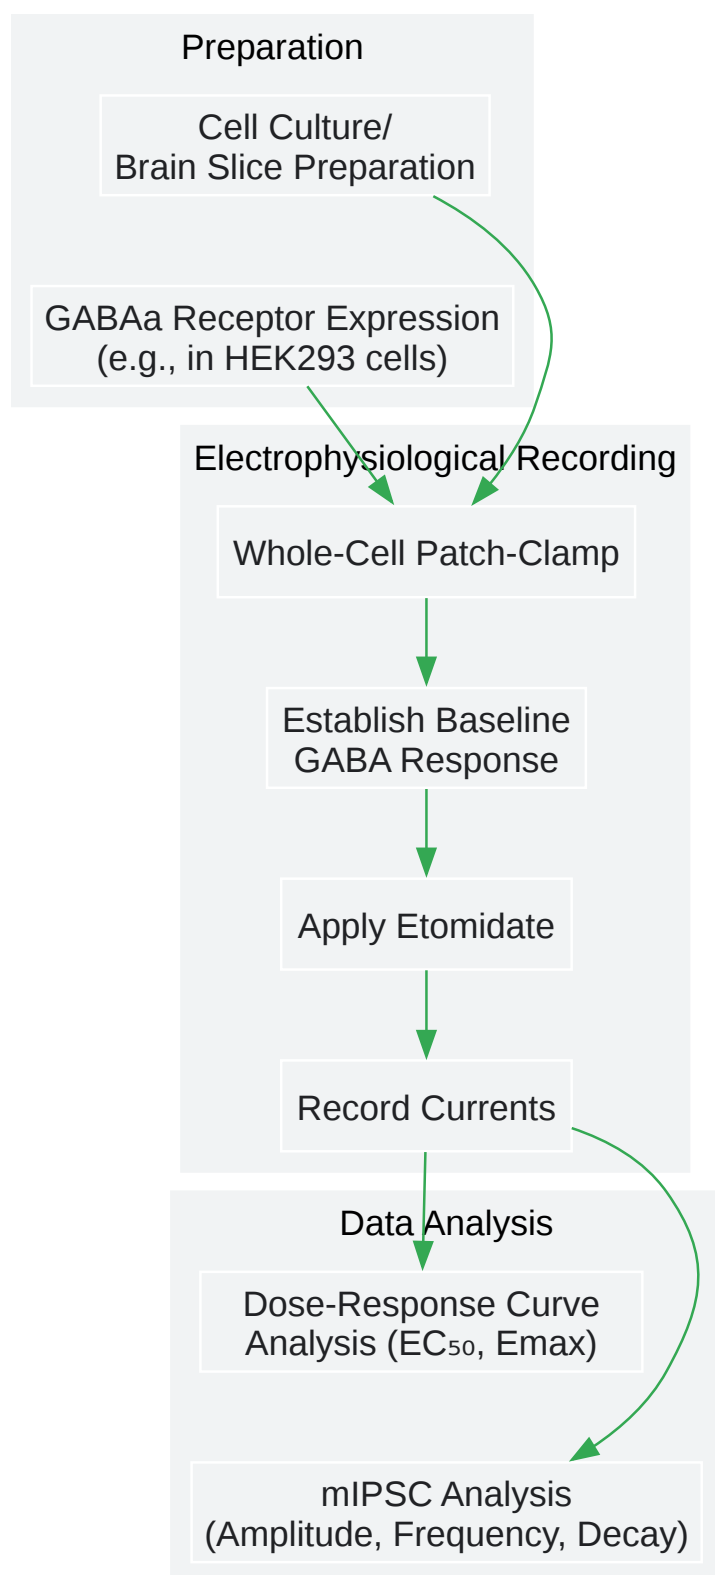 Preparation
Cell Culture/
Brain Slice Preparation
GABAa Receptor Expression
(e.g., in HEK293 cells)
Electrophysiological Recording
Whole-Cell Patch-Clamp
Establish Baseline
GABA Response
Apply Etomidate
Record Currents
Data Analysis
Dose-Response Curve
Analysis (EC₅₀, Emax)
mIPSC Analysis
(Amplitude, Frequency, Decay)